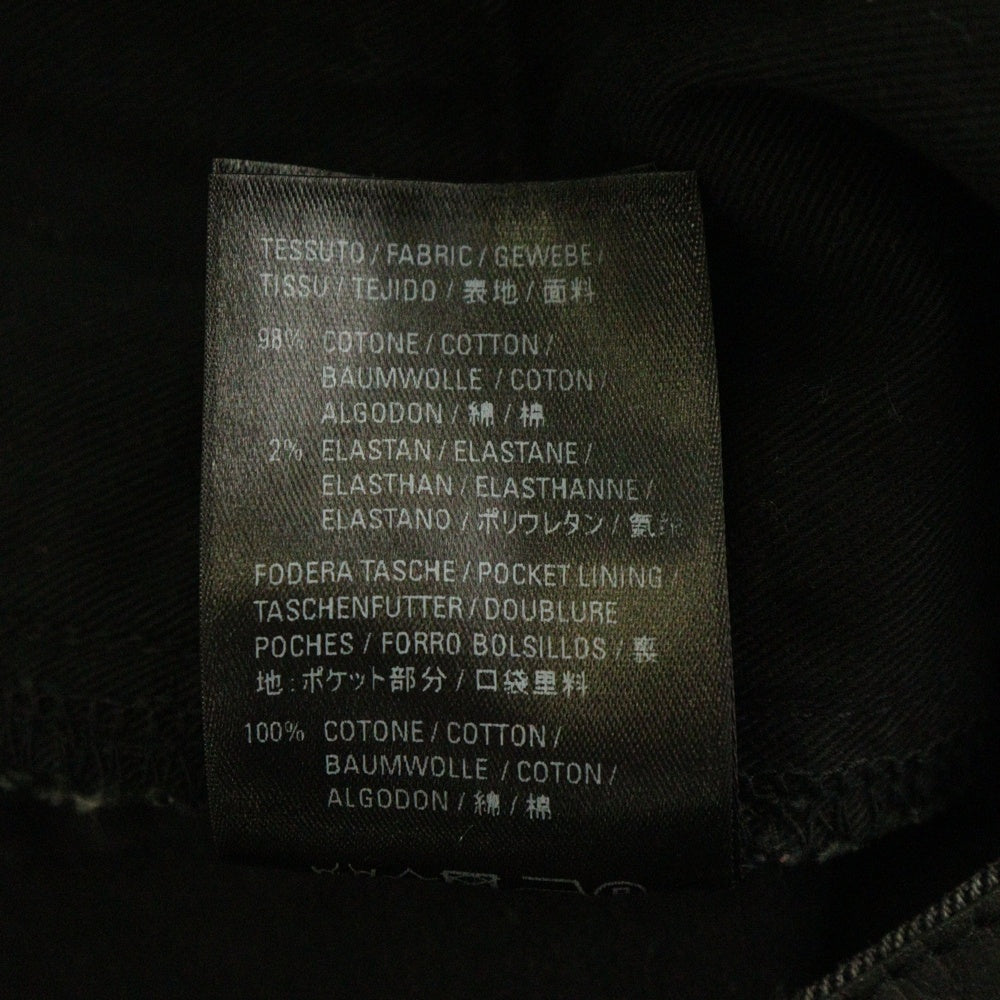 TESSUTO / FABRIC / GEWEBE /
TISSU / TEJIDO / 表地 / 面料
98% COTONE / COTTON /
BAUMWOLLE / COTON /
ALGODON / 綿 / 棉
2% ELASTAN / ELASTANE /
ELASTHAN / ELASTHANNE /
ELASTANO / ポリウレタン / 氨纶
FODERA TASCHE / POCKET LINING /
TASCHENFUTTER / DOUBLURE
POCHES / FORRO BOLSILLOS / 裏
地:ポケット部分 / 口袋里料
100% COTONE / COTTON /
BAUMWOLLE / COTON /
ALGODON / 綿 / 棉